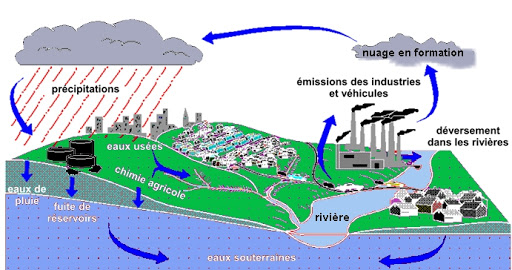 nuage en formation
précipitations
émissions des industries
et véhicules
déversement
dans les rivières
eaux usées
chimie agricole
eaux de
pluie
fuite de
reservoirs
rivière
eaux souterraines